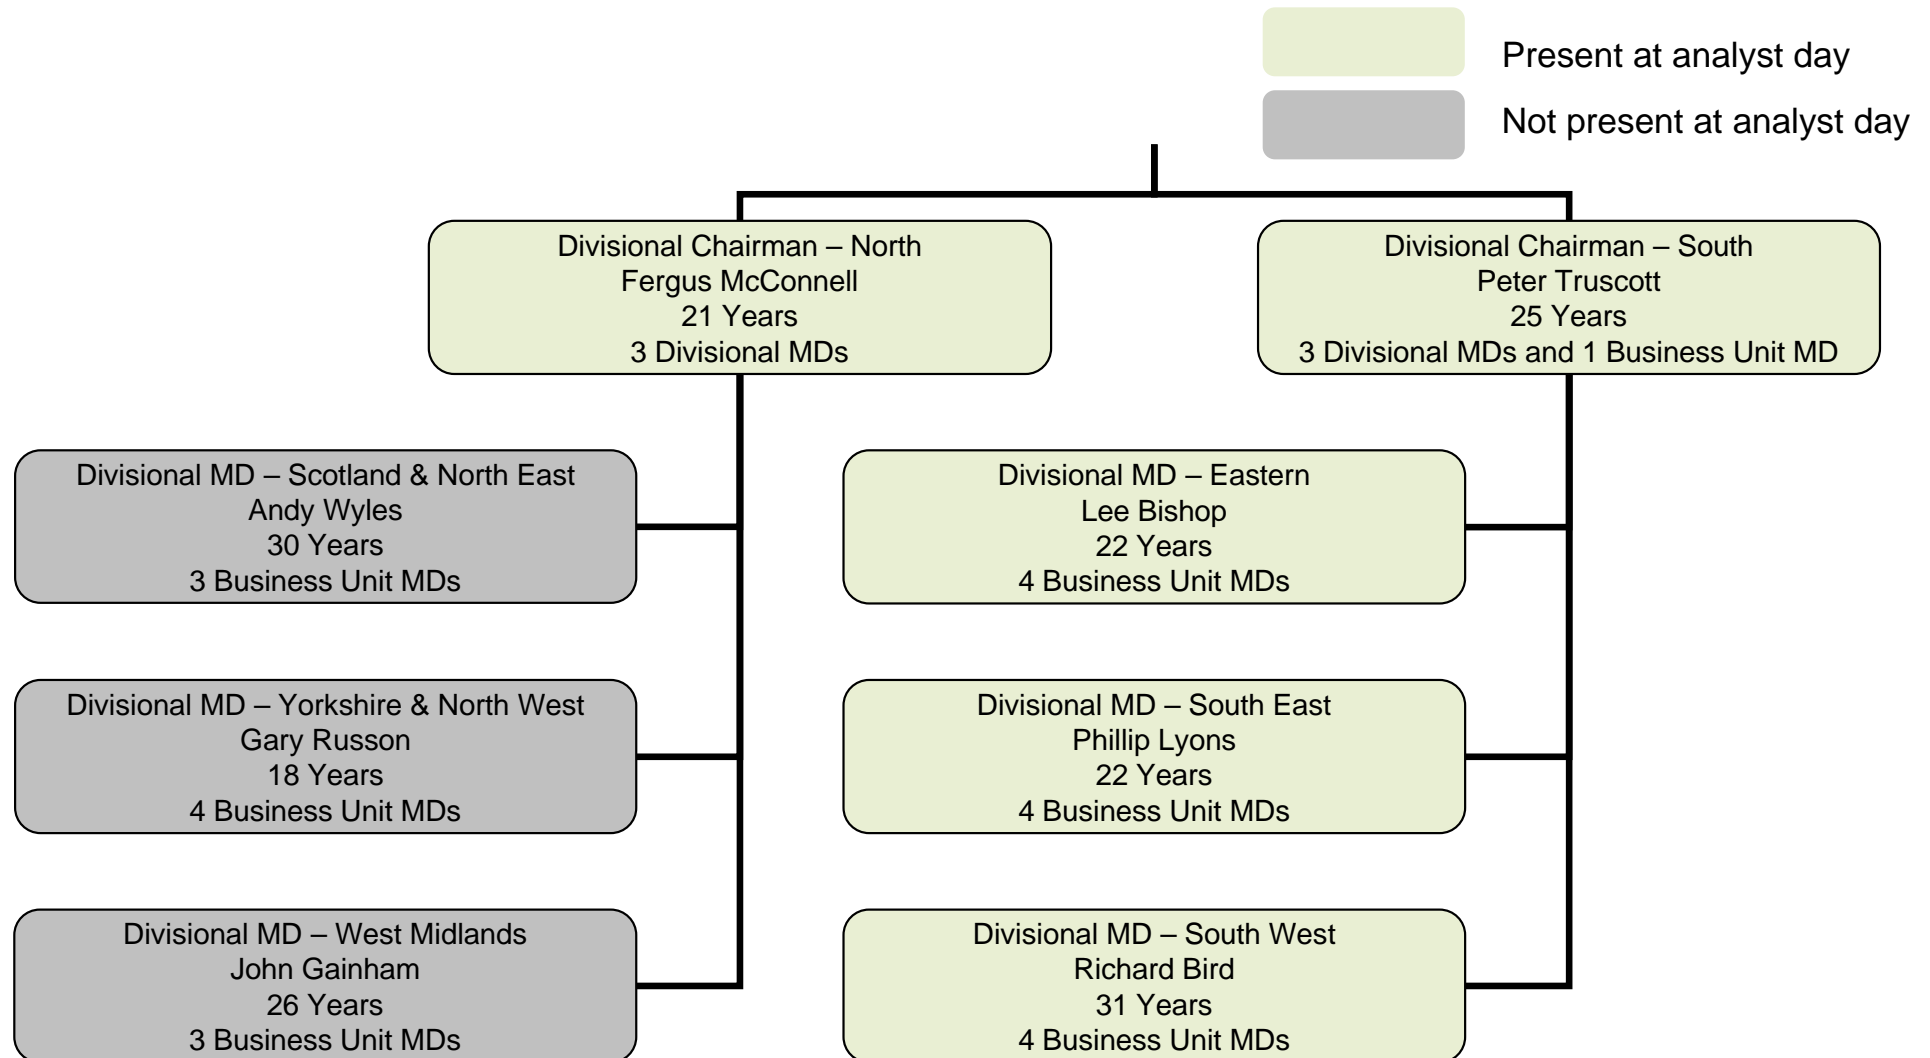 Present at analyst day
Not present at analyst day
Divisional Chairman – North
Fergus McConnell
21 Years
3 Divisional MDs
Divisional Chairman – South
Peter Truscott
25 Years
3 Divisional MDs and 1 Business Unit MD
Divisional MD – Scotland & North East
Andy Wyles
30 Years
3 Business Unit MDs
Divisional MD – Eastern
Lee Bishop
22 Years
4 Business Unit MDs
Divisional MD – Yorkshire & North West
Gary Russon
18 Years
4 Business Unit MDs
Divisional MD – South East
Phillip Lyons
22 Years
4 Business Unit MDs
Divisional MD – West Midlands
John Gainham
26 Years
3 Business Unit MDs
Divisional MD – South West
Richard Bird
31 Years
4 Business Unit MDs